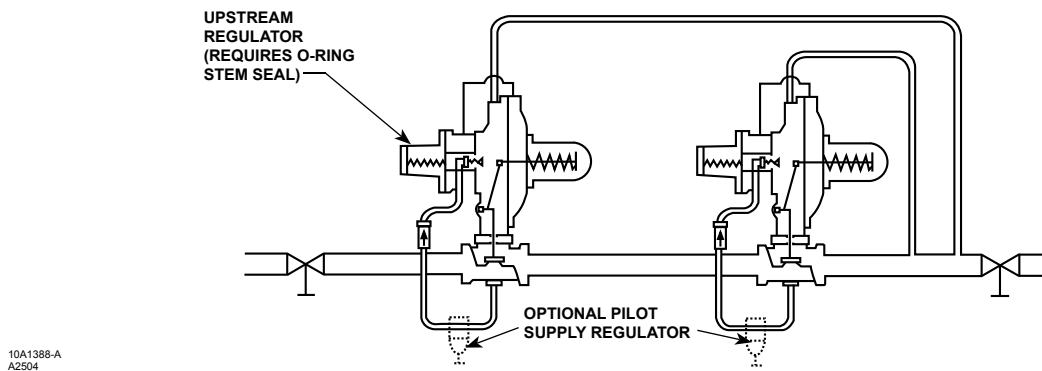 UPSTREAM
REGULATOR
(REQUIRES O-RING
STEM SEAL)
OPTIONAL PILOT
SUPPLY REGULATOR
10A1388-A
A2504